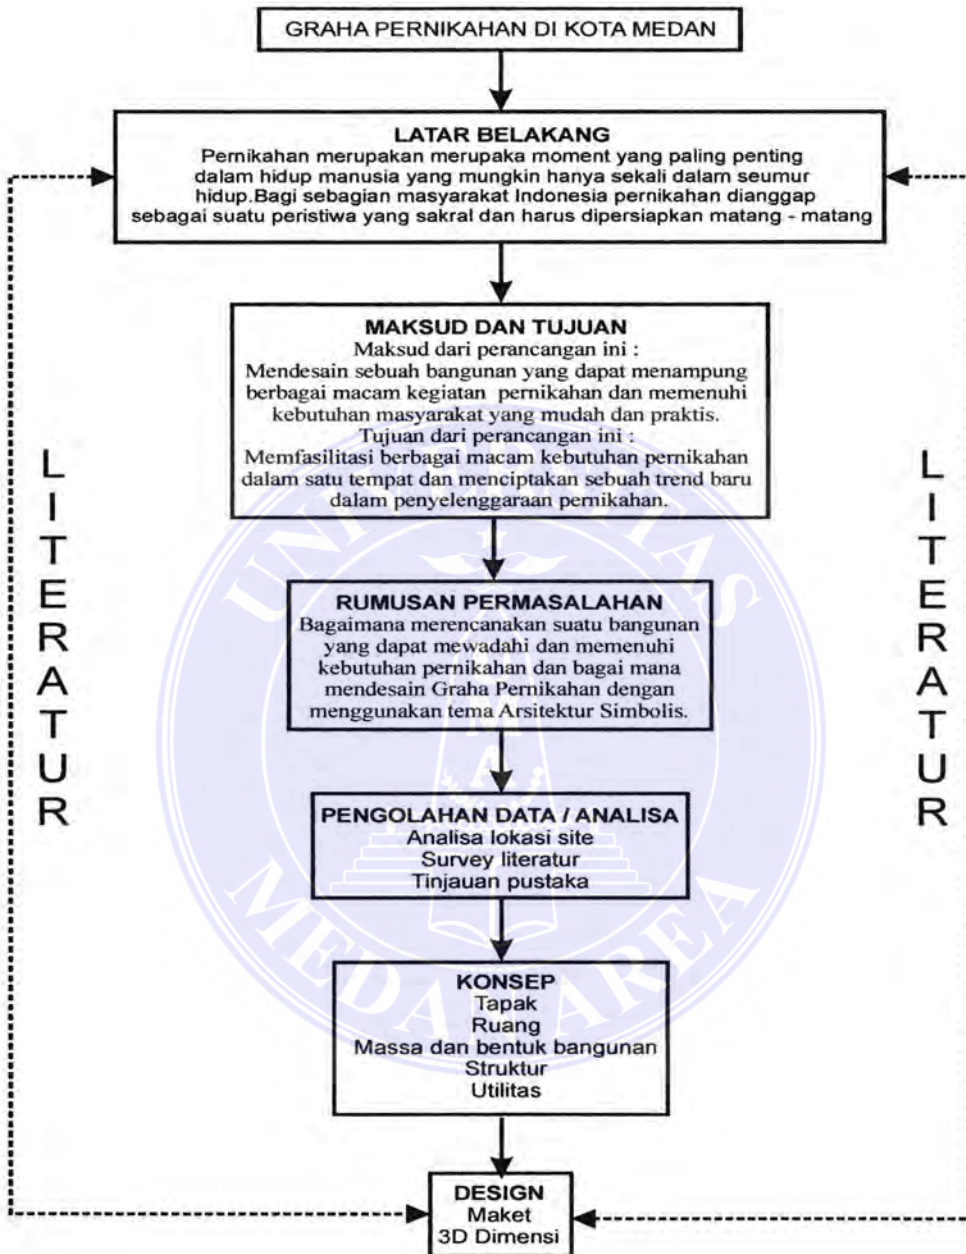 GRAHA PERNIKAHAN DI KOTA MEDAN
LATAR BELAKANG
Pernikahan merupakan merupaka moment yang paling penting
dalam hidup manusia yang mungkin hanya sekali dalam seumur
hidup.Bagi sebagian masyarakat Indonesia pernikahan dianggap
sebagai suatu peristiwa yang sakral dan harus dipersiapkan matang - matang
MAKSUD DAN TUJUAN
Maksud dari perancangan ini :
Mendesain sebuah bangunan yang dapat menampung
berbagai macam kegiatan pernikahan dan memenuhi
kebutuhan masyarakat yang mudah dan praktis.
Tujuan dari perancangan ini :
Memfasilitasi berbagai macam kebutuhan pernikahan
dalam satu tempat dan menciptakan sebuah trend baru
dalam penyelenggaraan pernikahan.
LITERATUR
LITERATUR
RUMUSAN PERMASALAHAN
Bagaimana merencanakan suatu bangunan
yang dapat mewadahi dan memenuhi
kebutuhan pernikahan dan bagai mana
mendesain Graha Pernikahan dengan
menggunakan tema Arsitektur Simbolis.
PENGOLAHAN DATA / ANALISA
Analisa lokasi site
Survey literatur
Tinjauan pustaka
KONSEP
Tapak
Ruang
Massa dan bentuk bangunan
Struktur
Utilitas
DESIGN
Maket
3D Dimensi
UNIVERSITAS
MEDAN AREA